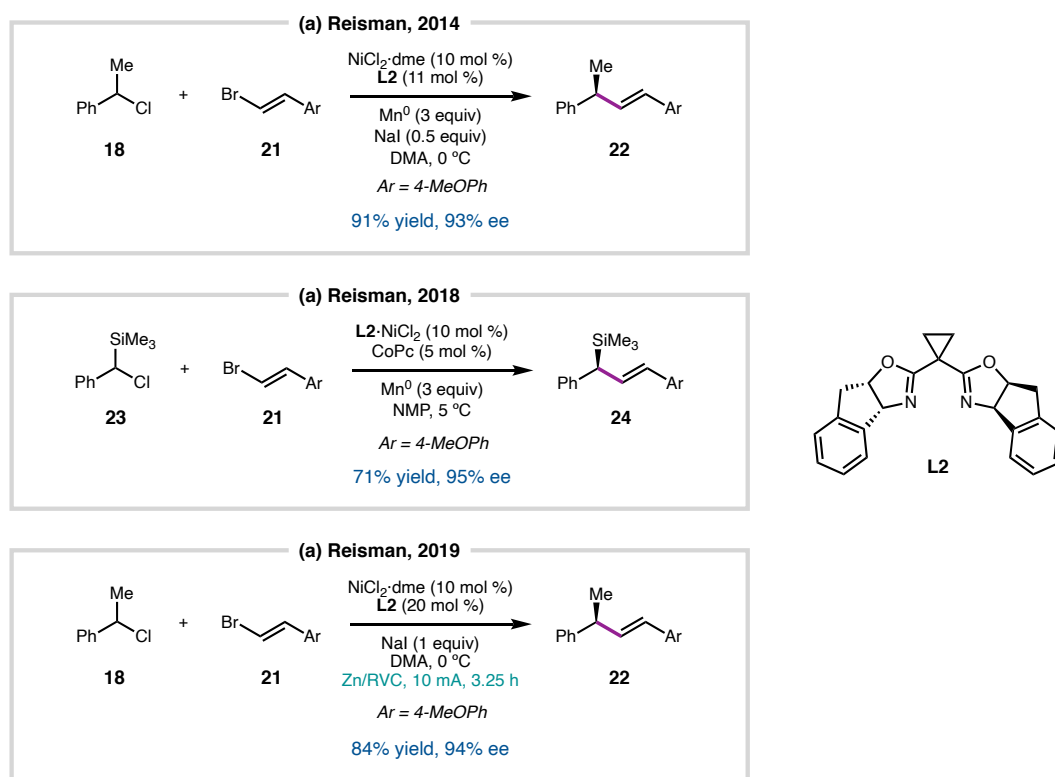 (a) Reisman, 2014
Me
Ph
Cl
18
+
Br
Ar
21
NiCl2·dme (10 mol %)
L2 (11 mol %)
Mn0 (3 equiv)
NaI (0.5 equiv)
DMA, 0 ºC
Ar = 4-MeOPh
91% yield, 93% ee
Me
Ph
Ar
22
(a) Reisman, 2018
SiMe3
Ph
Cl
23
+
Br
Ar
21
L2·NiCl2 (10 mol %)
CoPc (5 mol %)
Mn0 (3 equiv)
NMP, 5 ºC
Ar = 4-MeOPh
71% yield, 95% ee
SiMe3
Ph
Ar
24
O
O
N
N
L2
(a) Reisman, 2019
Me
Ph
Cl
18
+
Br
Ar
21
NiCl2·dme (10 mol %)
L2 (20 mol %)
NaI (1 equiv)
DMA, 0 ºC
Zn/RVC, 10 mA, 3.25 h
Ar = 4-MeOPh
84% yield, 94% ee
Me
Ph
Ar
22